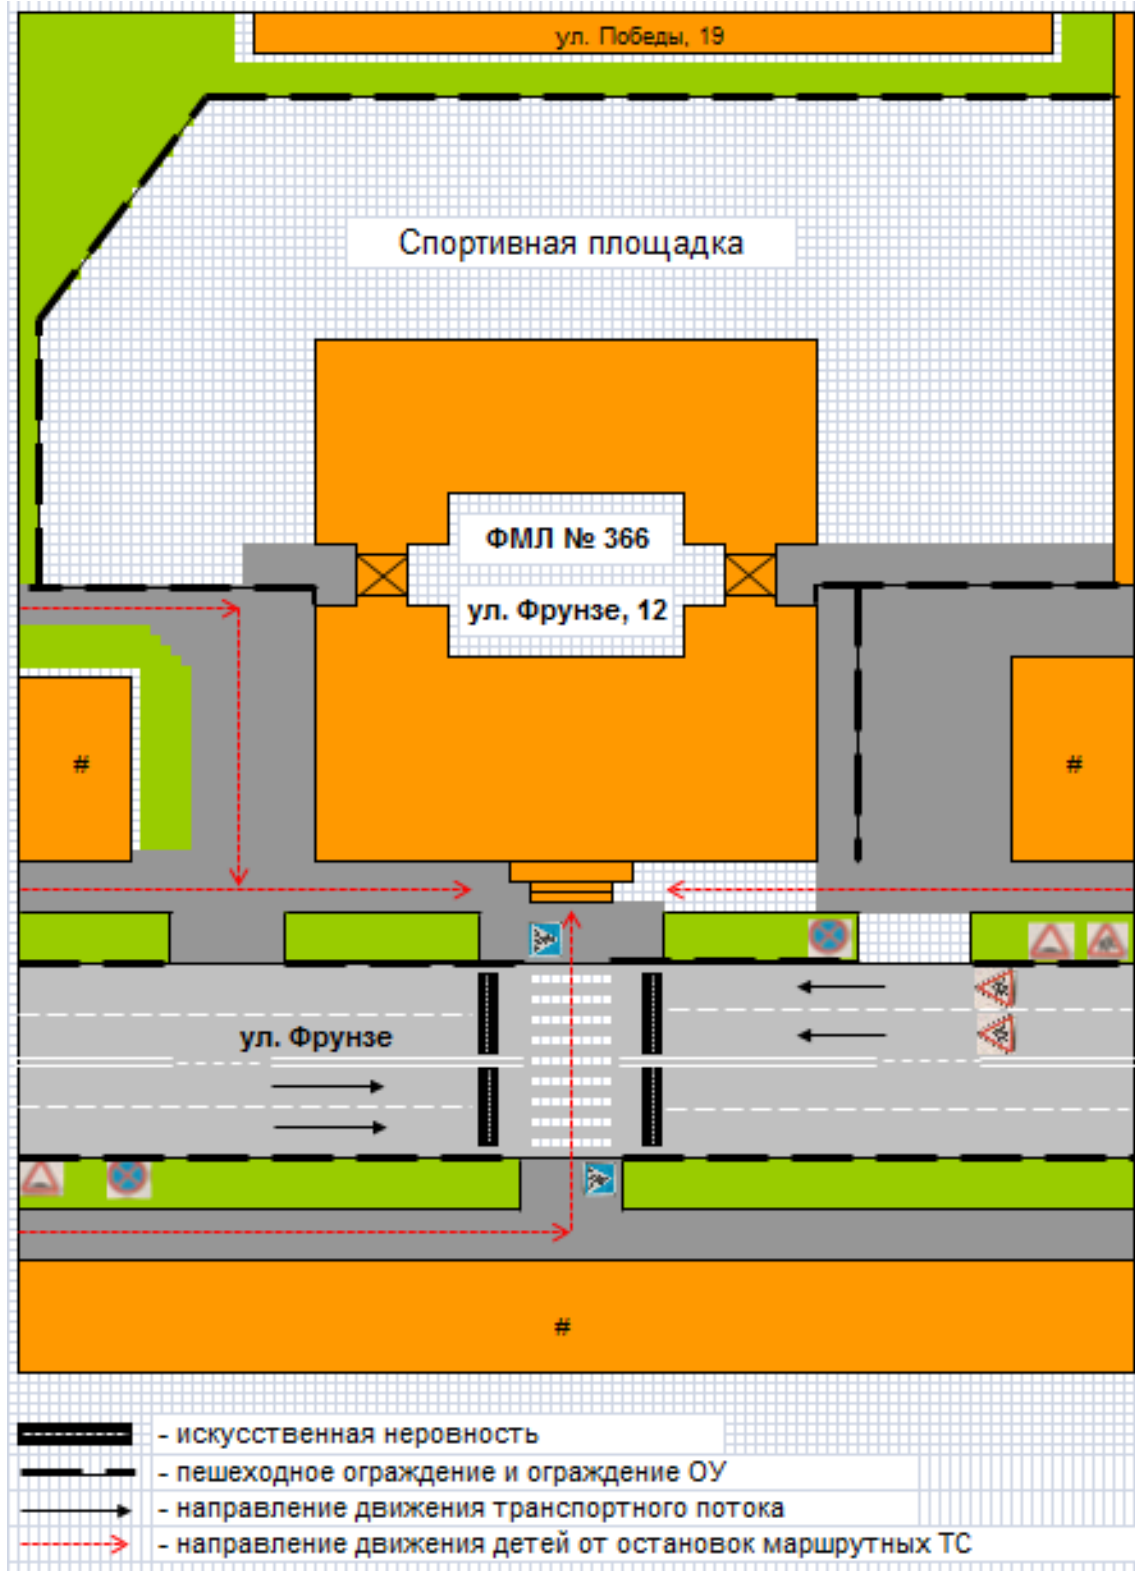 ул. Победы, 19
Спортивная площадка
ФМЛ № 366
ул. Фрунзе, 12
#
#
ул. Фрунзе
#
- искусственная неровность
- пешеходное ограждение и ограждение ОУ
- направление движения транспортного потока
- направление движения детей от остановок маршрутных ТС